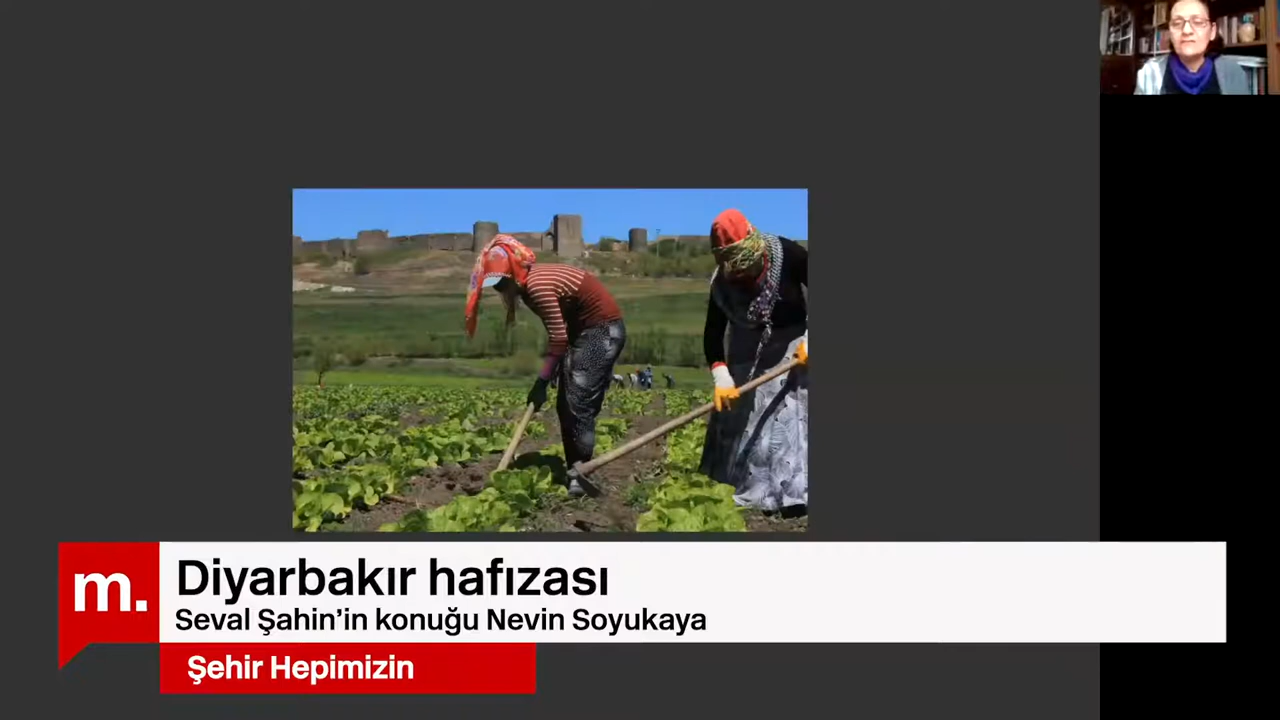 m.
Diyarbakır hafızası
Seval Şahin’in konuğu Nevin Soyukaya
Şehir Hepimizin